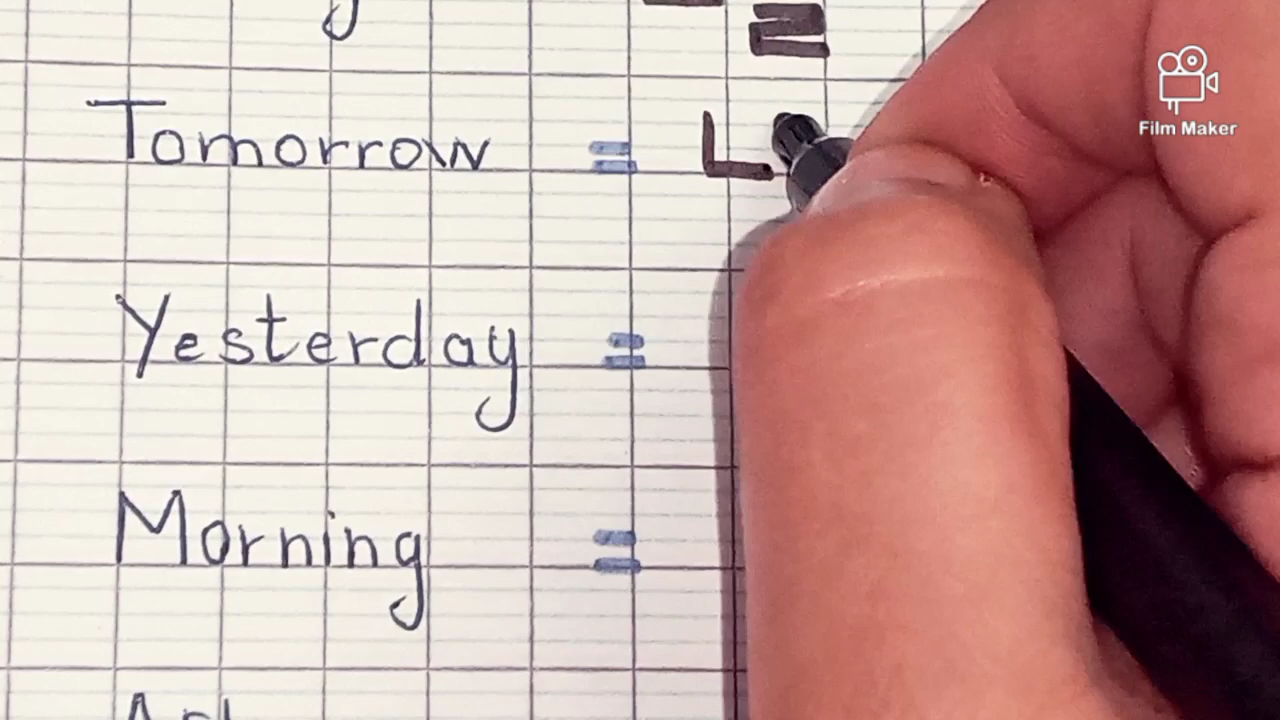 Film Maker
Tomorrow =
Yesterday =
Morning =